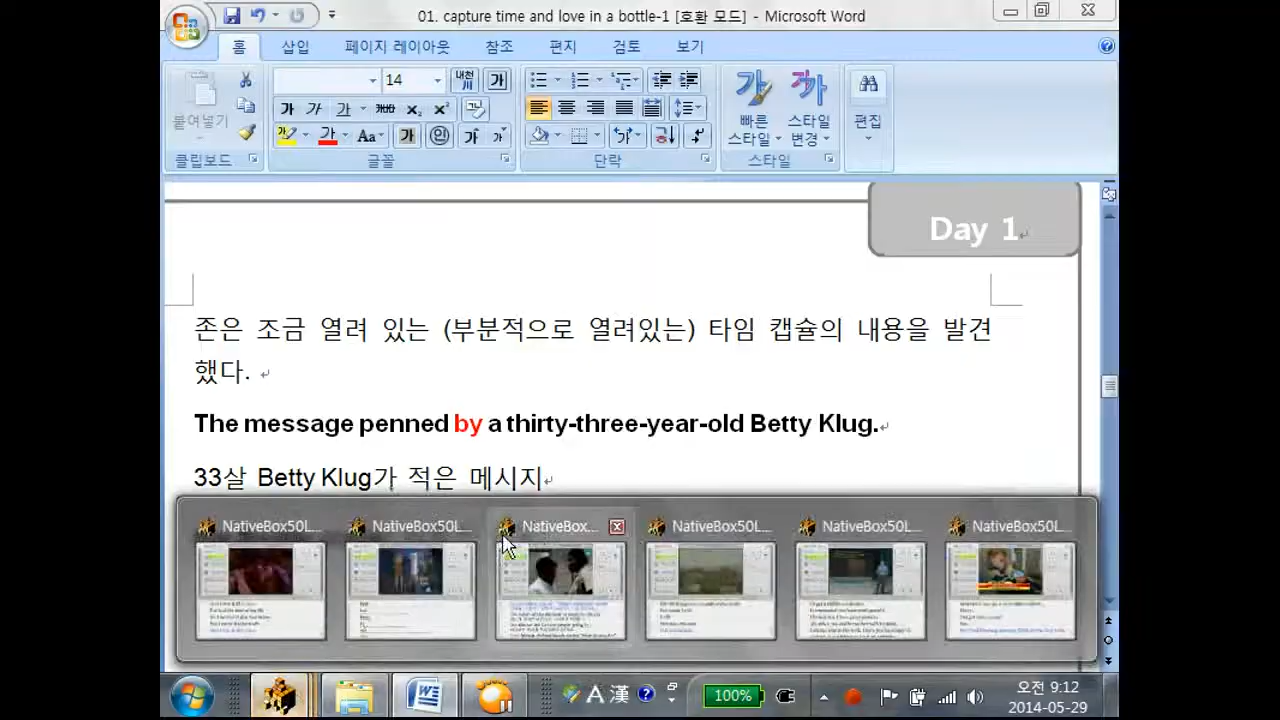 01. capture time and love in a bottle-1 [호환 모드] - Microsoft Word
홈 삽입 페이지 레이아웃 참조 편지 검토 보기
14
붙여넣기
빠른 스타일
스타일 변경
편집
클립보드 글꼴 단락 스타일
Day 1
존은 조금 열려 있는 (부분적으로 열려있는) 타임 캡슐의 내용을 발견
했다.
The message penned by a thirty-three-year-old Betty Klug.
33살 Betty Klug가 적은 메시지
NativeBox50L... NativeBox50L... NativeBox... NativeBox50L... NativeBox50L... NativeBox50L...
A 漢 100% 오전 9:12
2014-05-29